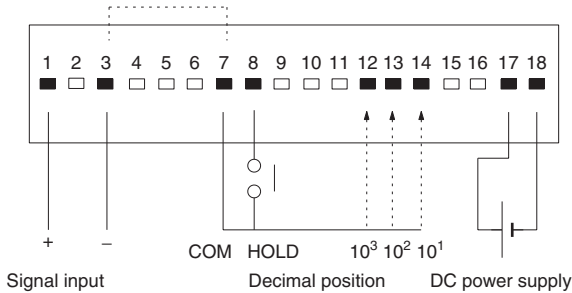 1 2 3 4 5 6 7 8 9 10 11 12 13 14 15 16 17 18
+ − COM HOLD 10³ 10² 10¹
Signal input Decimal position DC power supply